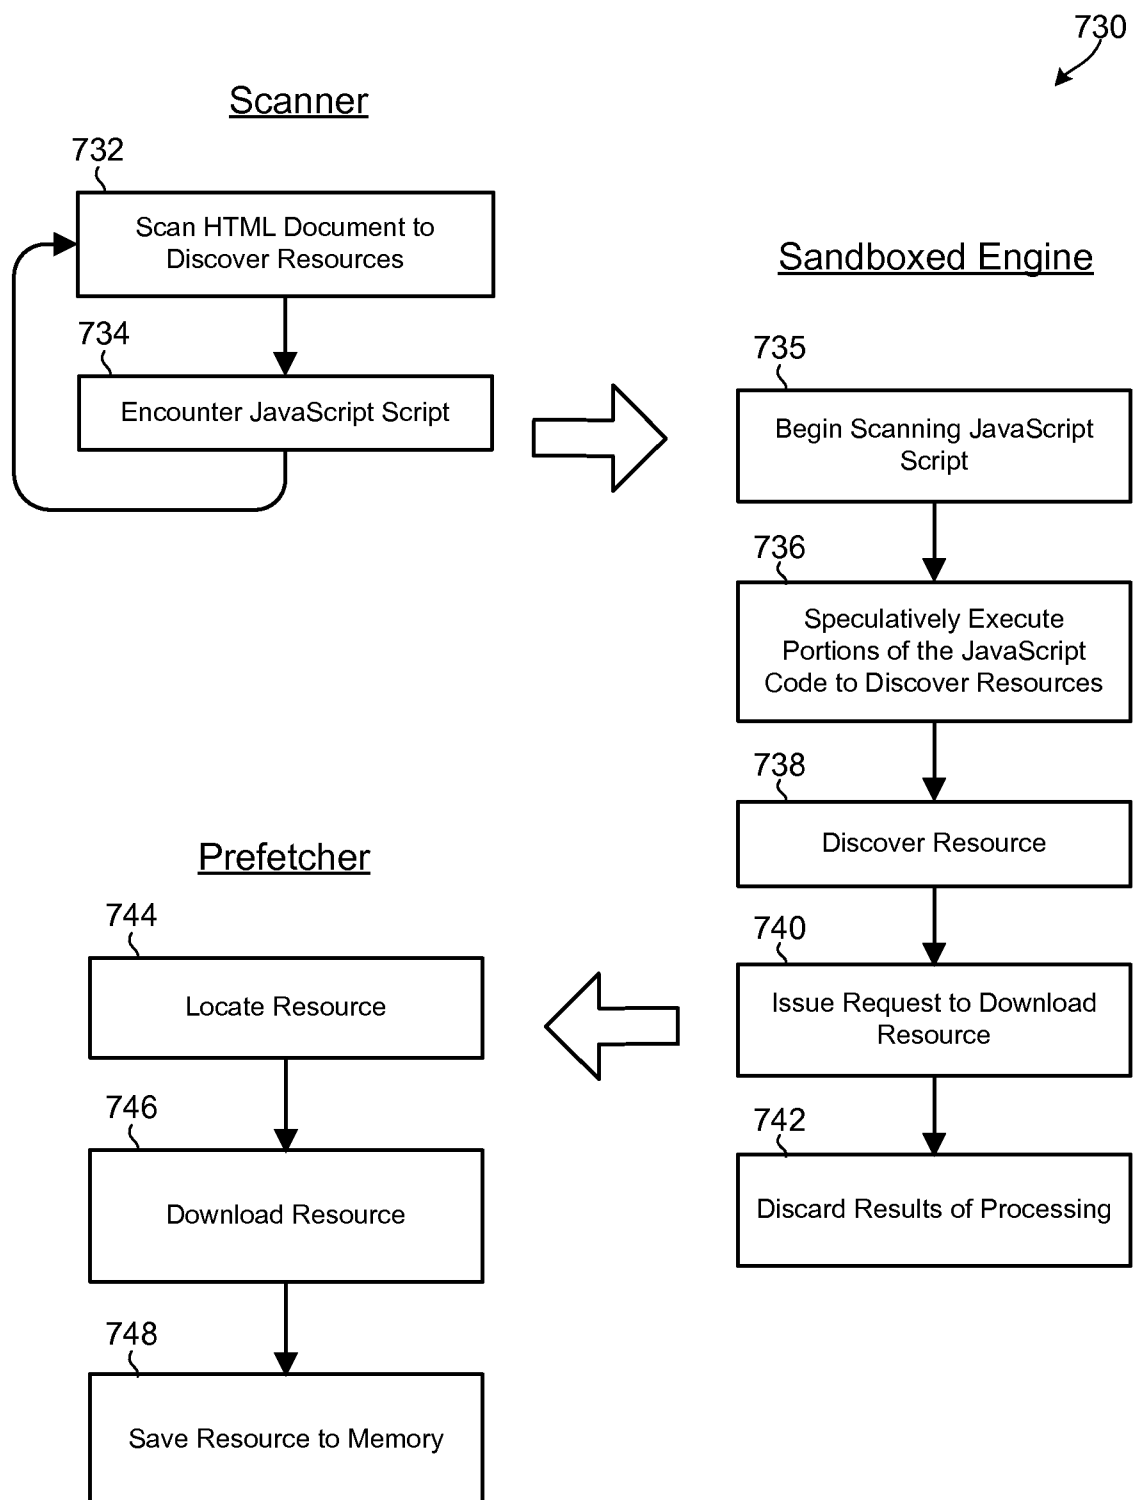 730
Scanner
732
Scan HTML Document to
Discover Resources
734
Encounter JavaScript Script
Sandboxed Engine
735
Begin Scanning JavaScript
Script
736
Speculatively Execute
Portions of the JavaScript
Code to Discover Resources
738
Discover Resource
740
Issue Request to Download
Resource
742
Discard Results of Processing
Prefetcher
744
Locate Resource
746
Download Resource
748
Save Resource to Memory